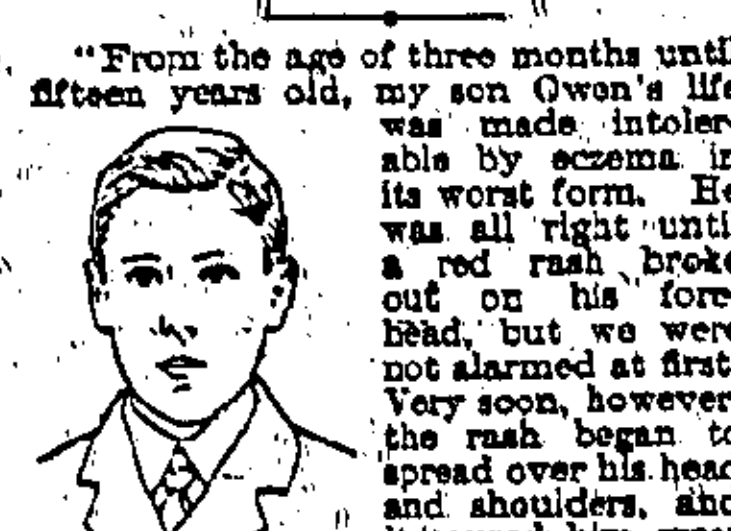 "From the age of three months until
fifteen years old, my son Owen's life
was made intoler-
able by eczema in
its worst form. He
was all right until
a red rash broke
out on his fore-
head, but we were
not alarmed at first.
Very soon, however,
the rash began to
spread over his head
and shoulders, and